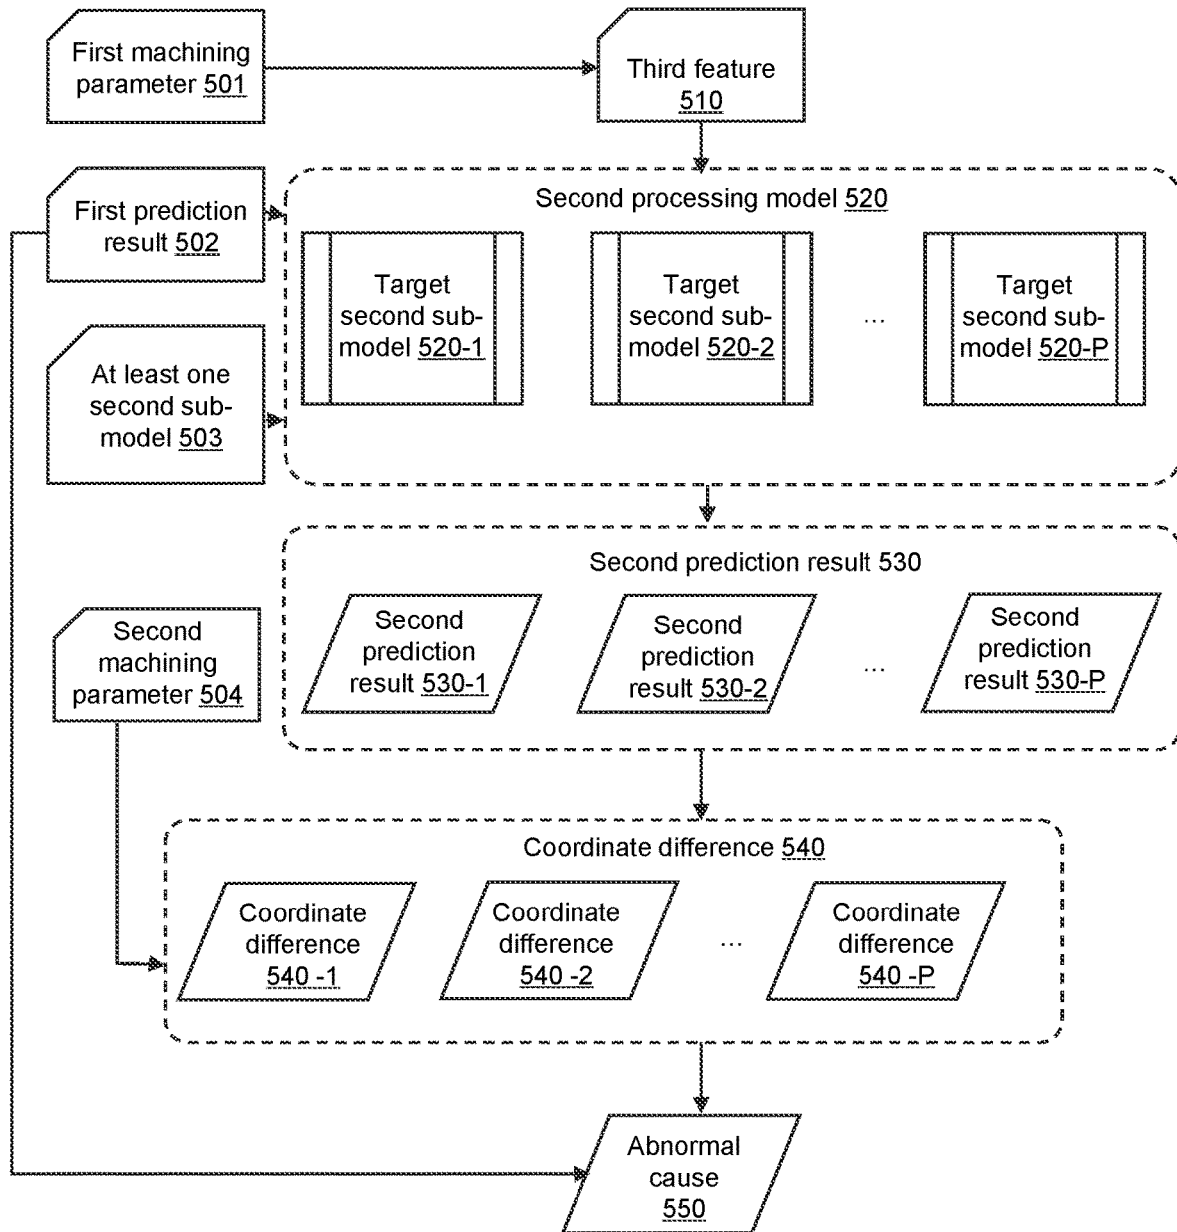 First machining
parameter 501
Third feature
510
First prediction
result 502
Second processing model 520
Target
second sub-
model 520-1
Target
second sub-
model 520-2
...
Target
second sub-
model 520-P
At least one
second sub-
model 503
Second prediction result 530
Second
prediction
result 530-1
Second
prediction
result 530-2
...
Second
prediction
result 530-P
Second
machining
parameter 504
Coordinate difference 540
Coordinate
difference
540 -1
Coordinate
difference
540 -2
...
Coordinate
difference
540 -P
Abnormal
cause
550